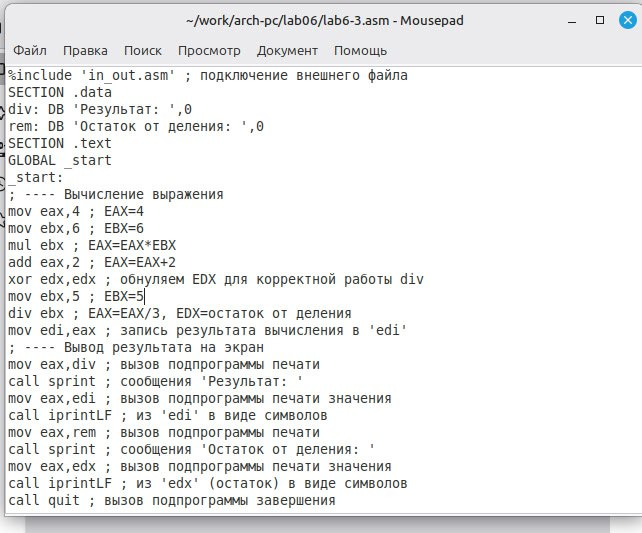 ~/work/arch-pc/lab06/lab6-3.asm - Mousepad
Файл Правка Поиск Просмотр Документ Помощь
%include 'in_out.asm' ; подключение внешнего файла
SECTION .data
div: DB 'Результат: ',0
rem: DB 'Остаток от деления: ',0
SECTION .text
GLOBAL _start
_start:
; ---- Вычисление выражения
mov eax,4 ; EAX=4
mov ebx,6 ; EBX=6
mul ebx ; EAX=EAX*EBX
add eax,2 ; EAX=EAX+2
xor edx,edx ; обнуляем EDX для корректной работы div
mov ebx,5 ; EBX=5
div ebx ; EAX=EAX/3, EDX=остаток от деления
mov edi,eax ; запись результата вычисления в 'edi'
; ---- Вывод результата на экран
mov eax,div ; вызов подпрограммы печати
call sprint ; сообщения 'Результат: '
mov eax,edi ; вызов подпрограммы печати значения
call iprintLF ; из 'edi' в виде символов
mov eax,rem ; вызов подпрограммы печати
call sprint ; сообщения 'Остаток от деления: '
mov eax,edx ; вызов подпрограммы печати значения
call iprintLF ; из 'edx' (остаток) в виде символов
call quit ; вызов подпрограммы завершения